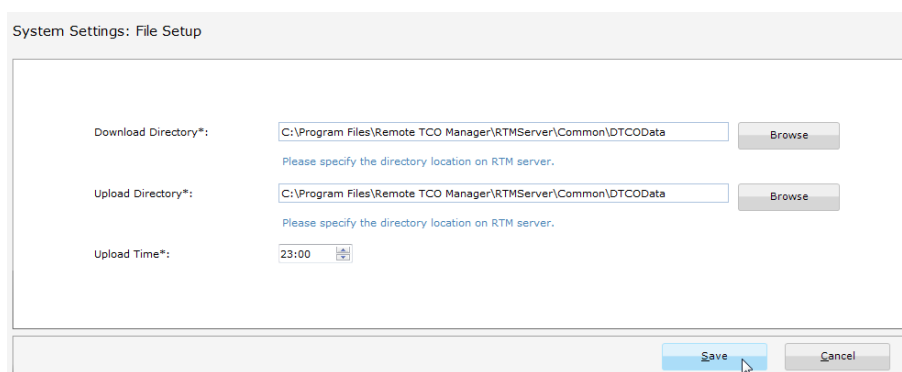 System Settings: File Setup
Download Directory*: C:\Program Files\Remote TCO Manager\RTMServer\Common\DTCOData Browse
Please specify the directory location on RTM server.
Upload Directory*: C:\Program Files\Remote TCO Manager\RTMServer\Common\DTCOData Browse
Please specify the directory location on RTM server.
Upload Time*: 23:00
Save Cancel